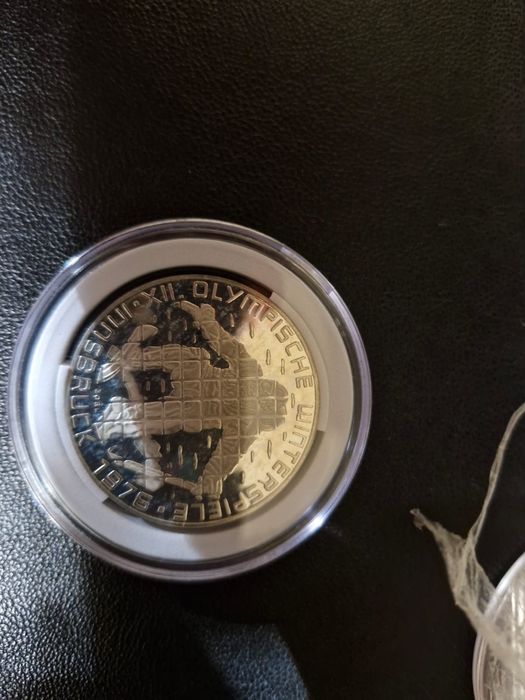 XII. OLYMPISCHE WINTERSPIELE
INNSBRUCK 1976